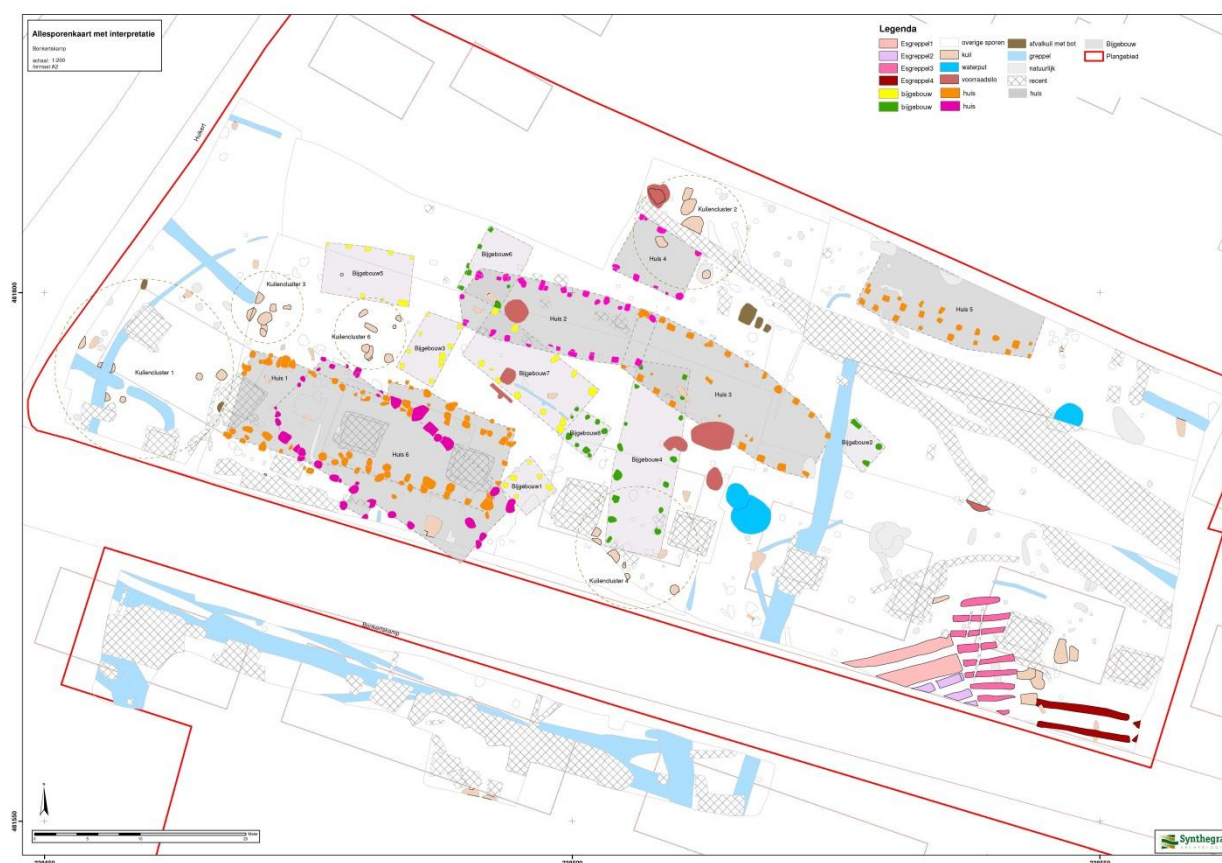 Allesporenkaart met interpretatie
schaal: 1:200
formaat A2
Legenda
Esgreppel1
Esgreppel2
Esgreppel3
Esgreppel4
bijgebouw
bijgebouw
overige sporen
kuil
waterput
voorraadsilo
huis
huis
afvalkuil met bot
greppel
natuurlijk
recent
huis
Bijgebouw
Plangebied
Kuilencluster 2
Huis 4
Bijgebouw6
Bijgebouw5
Kuilencluster 3
Huis 5
Huis 2
Kuilencluster 6
Bijgebouw3
Kuilencluster 1
Huis 1
Bijgebouw7
Huis 3
Bijgebouw2
Huis 6
Bijgebouw4
Bijgebouw1
Kuilencluster 4
461600
461550
Synthegra